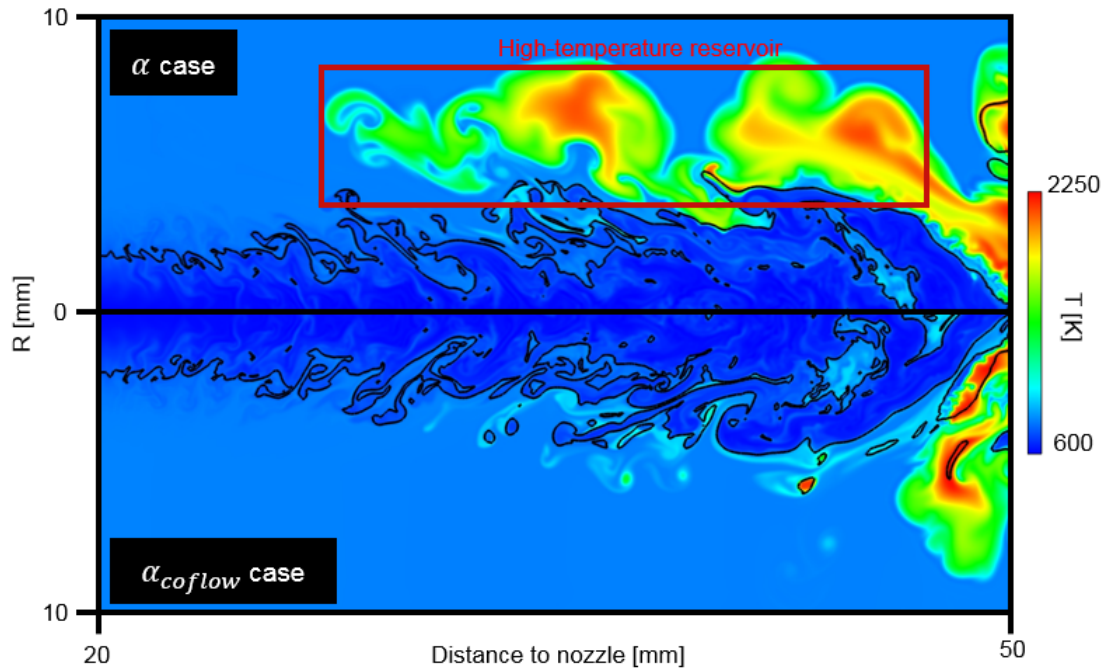 10
High-temperature reservoir
α case
2250
R [mm]
0
T [K]
600
α_coflow case
10
20
Distance to nozzle [mm]
50